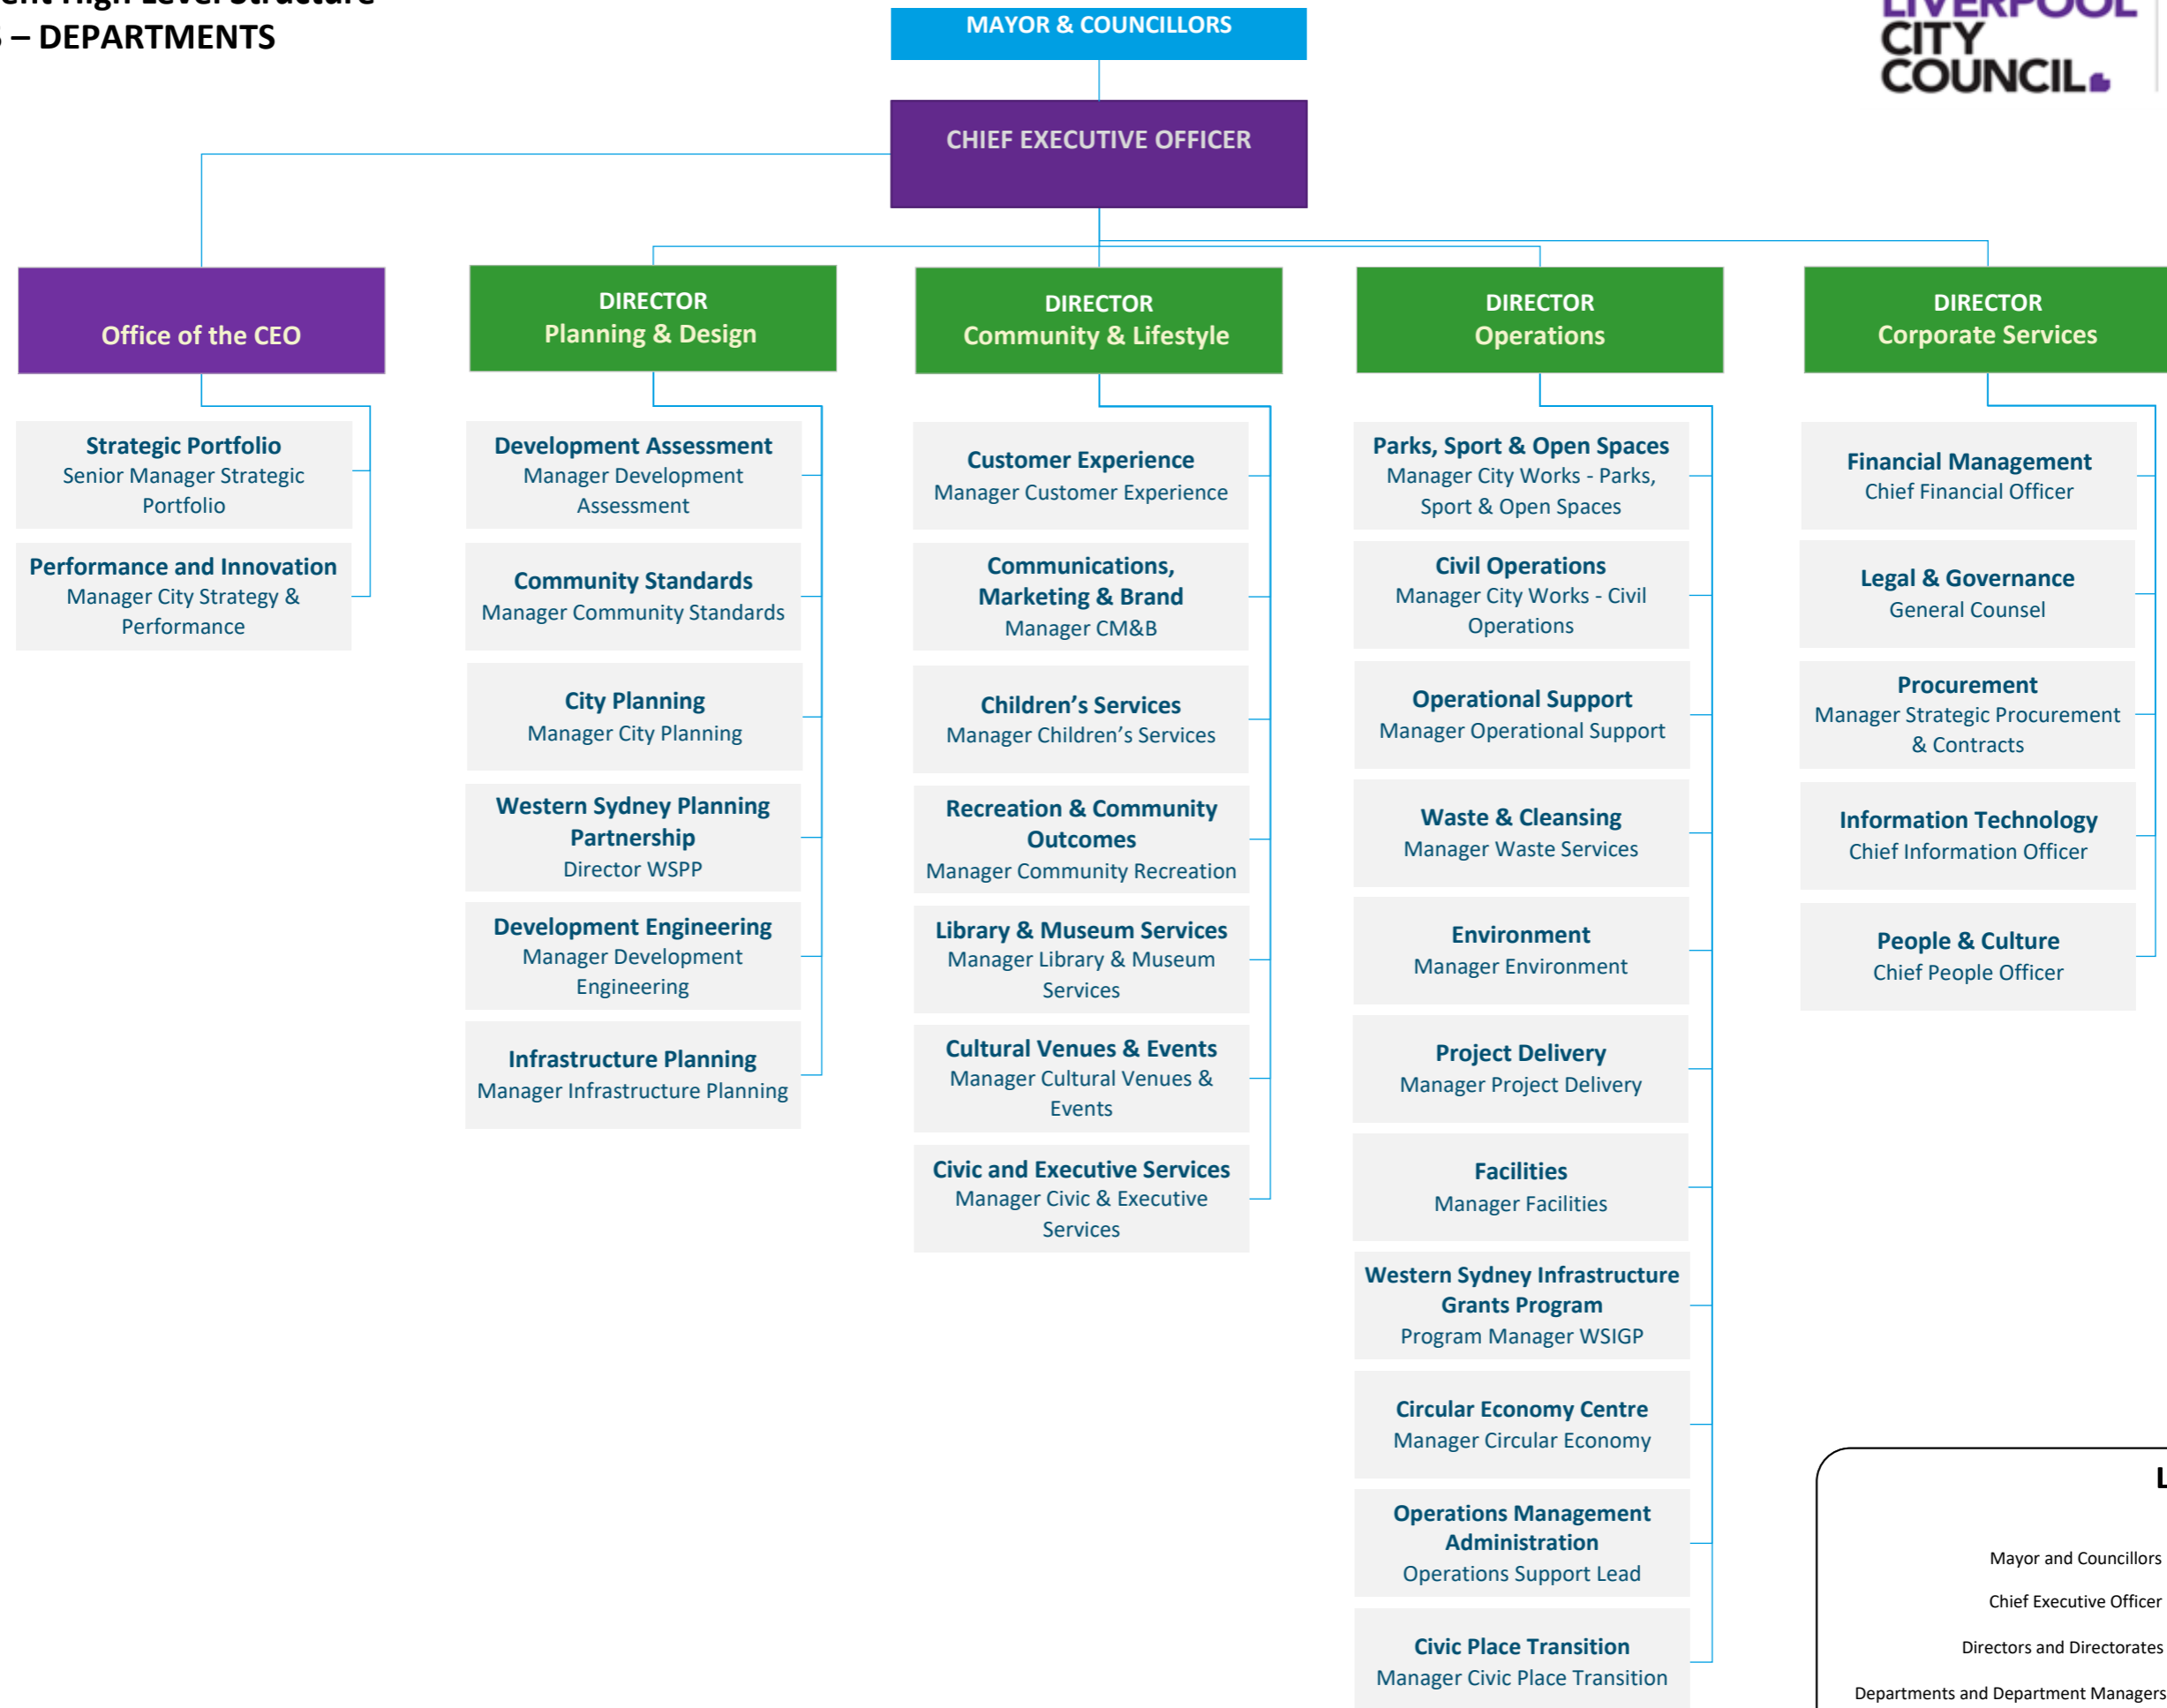 High Level Structure
– DEPARTMENTS
LIVERPOOL
CITY
COUNCIL
MAYOR & COUNCILLORS
CHIEF EXECUTIVE OFFICER
Office of the CEO
Strategic Portfolio
Senior Manager Strategic
Portfolio
Performance and Innovation
Manager City Strategy &
Performance
DIRECTOR
Planning & Design
Development Assessment
Manager Development
Assessment
Community Standards
Manager Community Standards
City Planning
Manager City Planning
Western Sydney Planning
Partnership
Director WSPP
Development Engineering
Manager Development
Engineering
Infrastructure Planning
Manager Infrastructure Planning
DIRECTOR
Community & Lifestyle
Customer Experience
Manager Customer Experience
Communications,
Marketing & Brand
Manager CM&B
Children’s Services
Manager Children’s Services
Recreation & Community
Outcomes
Manager Community Recreation
Library & Museum Services
Manager Library & Museum
Services
Cultural Venues & Events
Manager Cultural Venues &
Events
Civic and Executive Services
Manager Civic & Executive
Services
DIRECTOR
Operations
Parks, Sport & Open Spaces
Manager City Works - Parks,
Sport & Open Spaces
Civil Operations
Manager City Works - Civil
Operations
Operational Support
Manager Operational Support
Waste & Cleansing
Manager Waste Services
Environment
Manager Environment
Project Delivery
Manager Project Delivery
Facilities
Manager Facilities
Western Sydney Infrastructure
Grants Program
Program Manager WSIGP
Circular Economy Centre
Manager Circular Economy
Operations Management
Administration
Operations Support Lead
Civic Place Transition
Manager Civic Place Transition
DIRECTOR
Corporate Services
Financial Management
Chief Financial Officer
Legal & Governance
General Counsel
Procurement
Manager Strategic Procurement
& Contracts
Information Technology
Chief Information Officer
People & Culture
Chief People Officer
Mayor and Councillors
Chief Executive Officer
Directors and Directorates
Departments and Department Managers